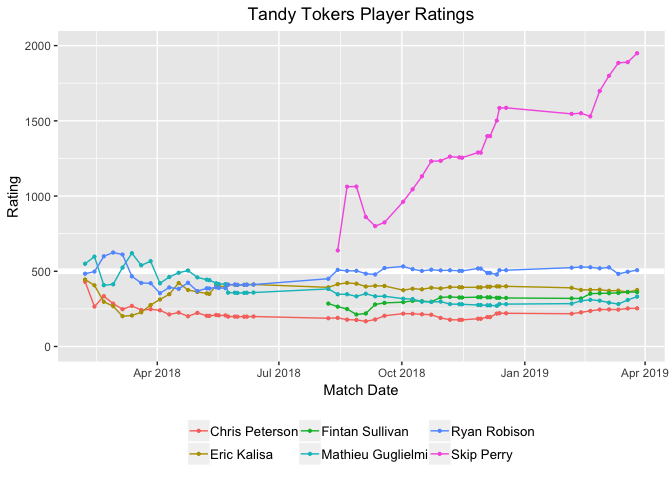 Tandy Tokers Player Ratings
2000
1500
1000
500
0
Rating
Apr 2018
Jul 2018
Oct 2018
Jan 2019
Apr 2019
Match Date
Chris Peterson
Fintan Sullivan
Ryan Robison
Eric Kalisa
Mathieu Guglielmi
Skip Perry